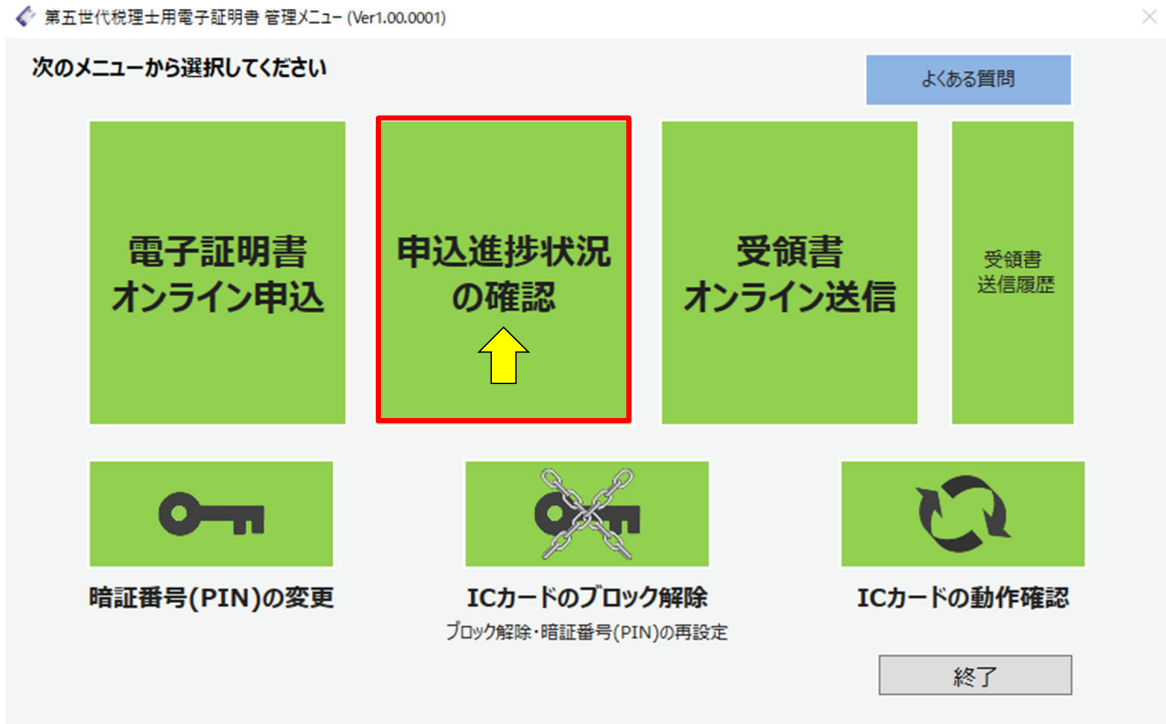 第五世代税理士用電子証明書 管理メニュー (Ver1.00.0001)
次のメニューから選択してください
よくある質問
電子証明書
オンライン申込
申込進捗状況
の確認
受領書
オンライン送信
受領書
送信履歴
暗証番号(PIN)の変更
ICカードのブロック解除
ブロック解除・暗証番号(PIN)の再設定
ICカードの動作確認
終了